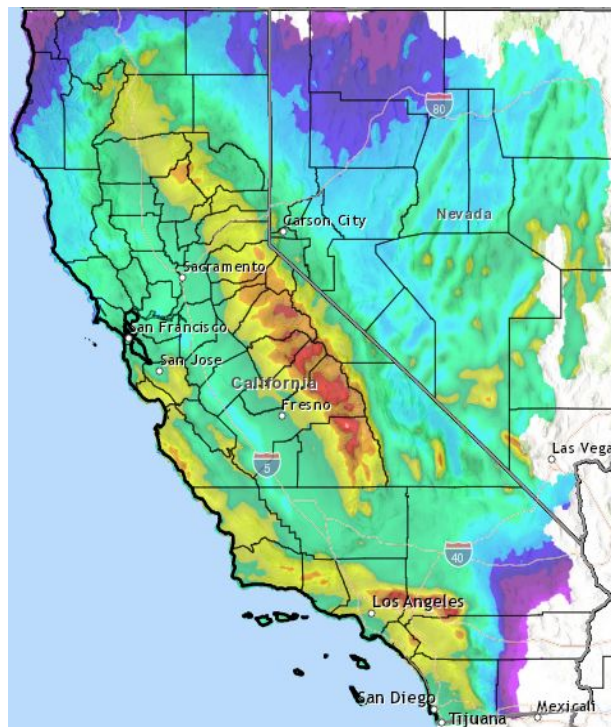 80
Carson City
Nevada
Sacramento
San Francisco
San Jose
California
Fresno
5
Las Vega
40
Los Angeles
San Diego
Mexicali
Tijuana